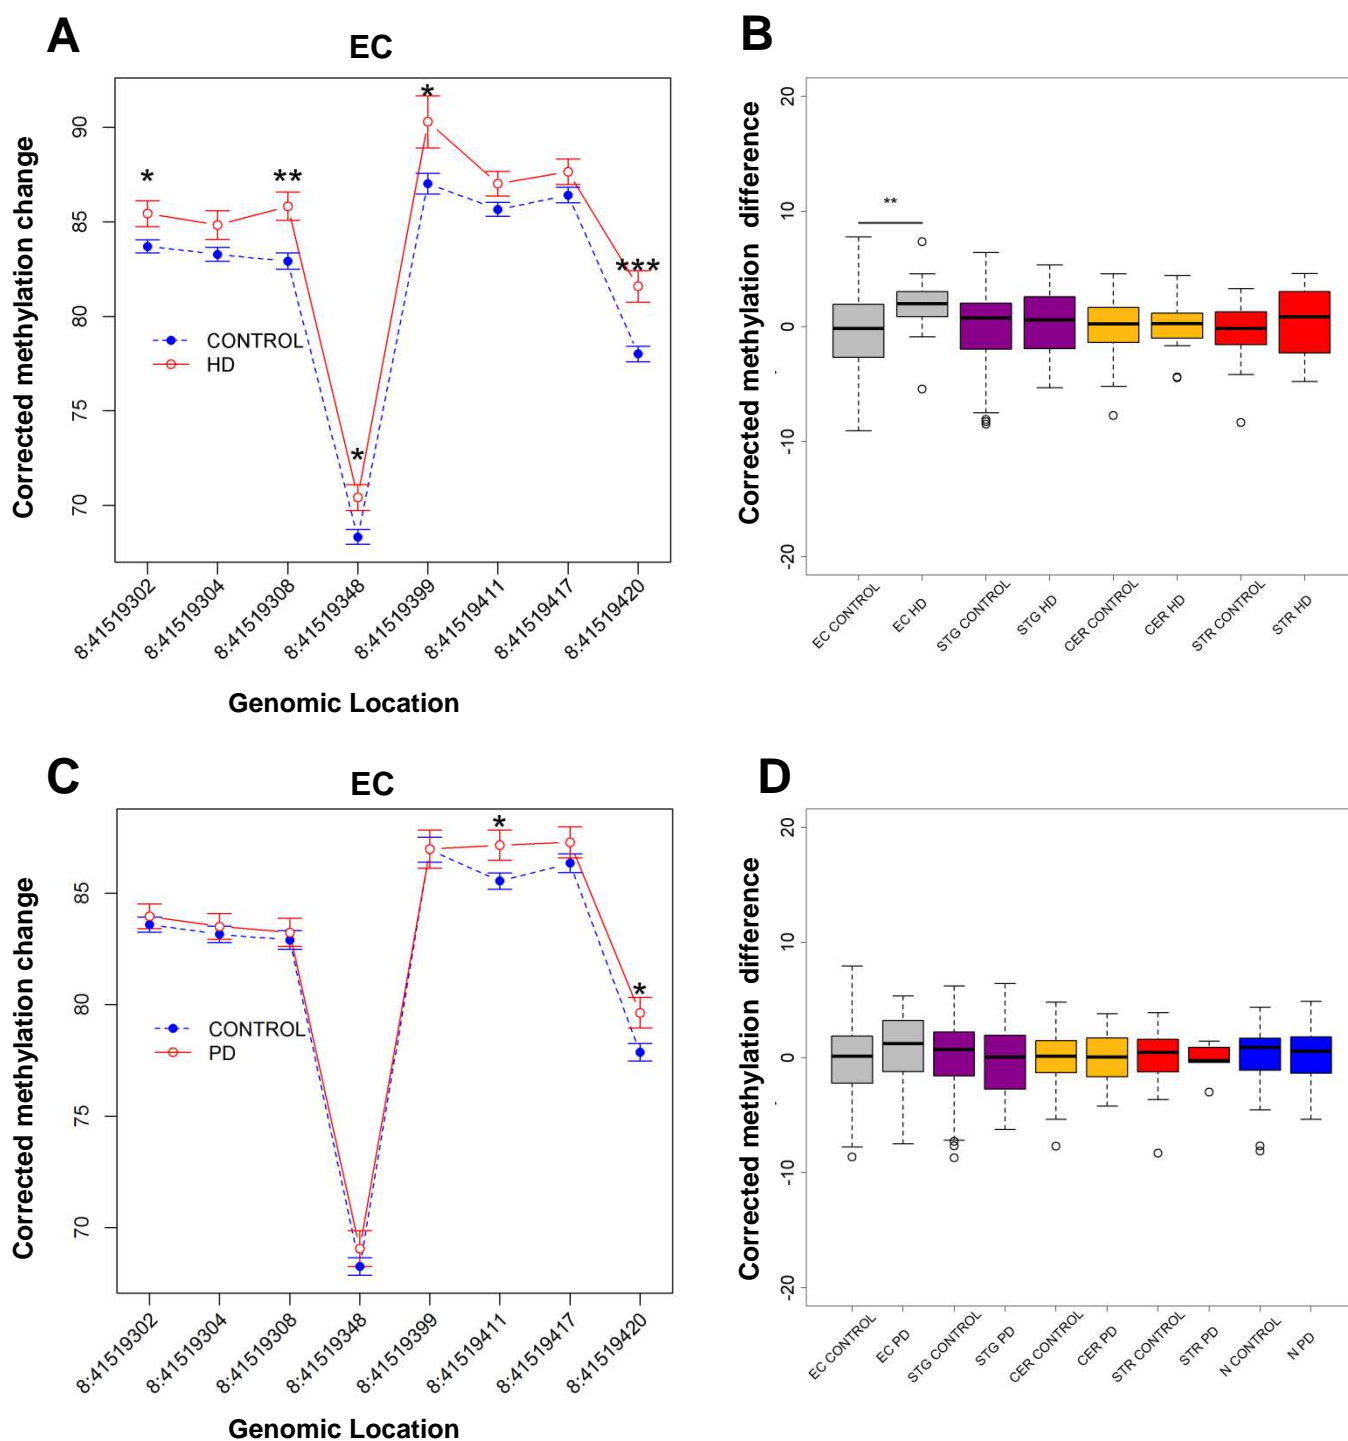 A
EC
Corrected methylation change
90
85
80
75
70
*
**
*
*
***
CONTROL
HD
8:41519302
8:41519304
8:41519308
8:41519348
8:41519399
8:41519411
8:41519417
8:41519420
Genomic Location
B
Corrected methylation difference
20
10
0
-10
-20
**
EC CONTROL
EC HD
STG CONTROL
STG HD
CER CONTROL
CER HD
STR CONTROL
STR HD
C
EC
Corrected methylation change
85
80
75
70
*
*
CONTROL
PD
8:41519302
8:41519304
8:41519308
8:41519348
8:41519399
8:41519411
8:41519417
8:41519420
Genomic Location
D
Corrected methylation difference
20
10
0
-10
-20
EC CONTROL
EC PD
STG CONTROL
STG PD
CER CONTROL
CER PD
STR CONTROL
STR PD
N CONTROL
N PD